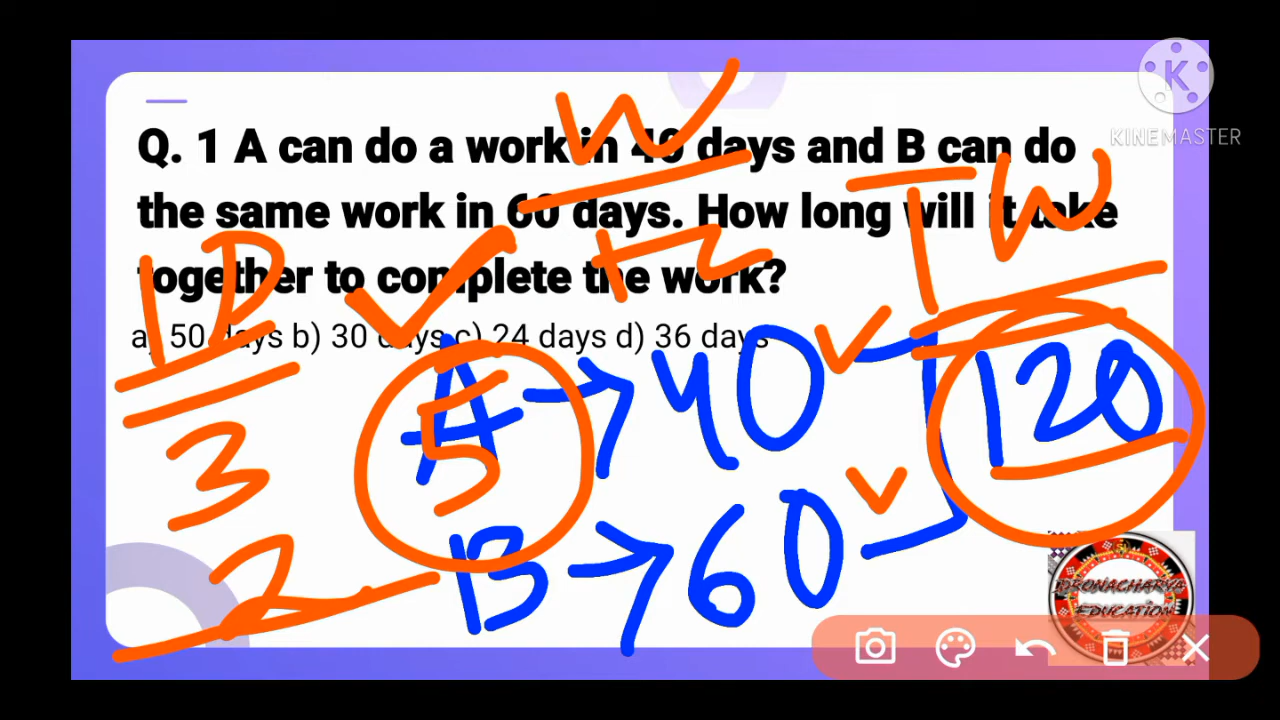 Q. 1 A can do a work in 40 days and B can do
the same work in 60 days. How long will it take
together to complete the work?
a) 50 days b) 30 days c) 24 days d) 36 days
W
TW
1D
A → 40
120
5
3
B → 60
2
K
KINEMASTER
DRONACHARYA
EDUCATION